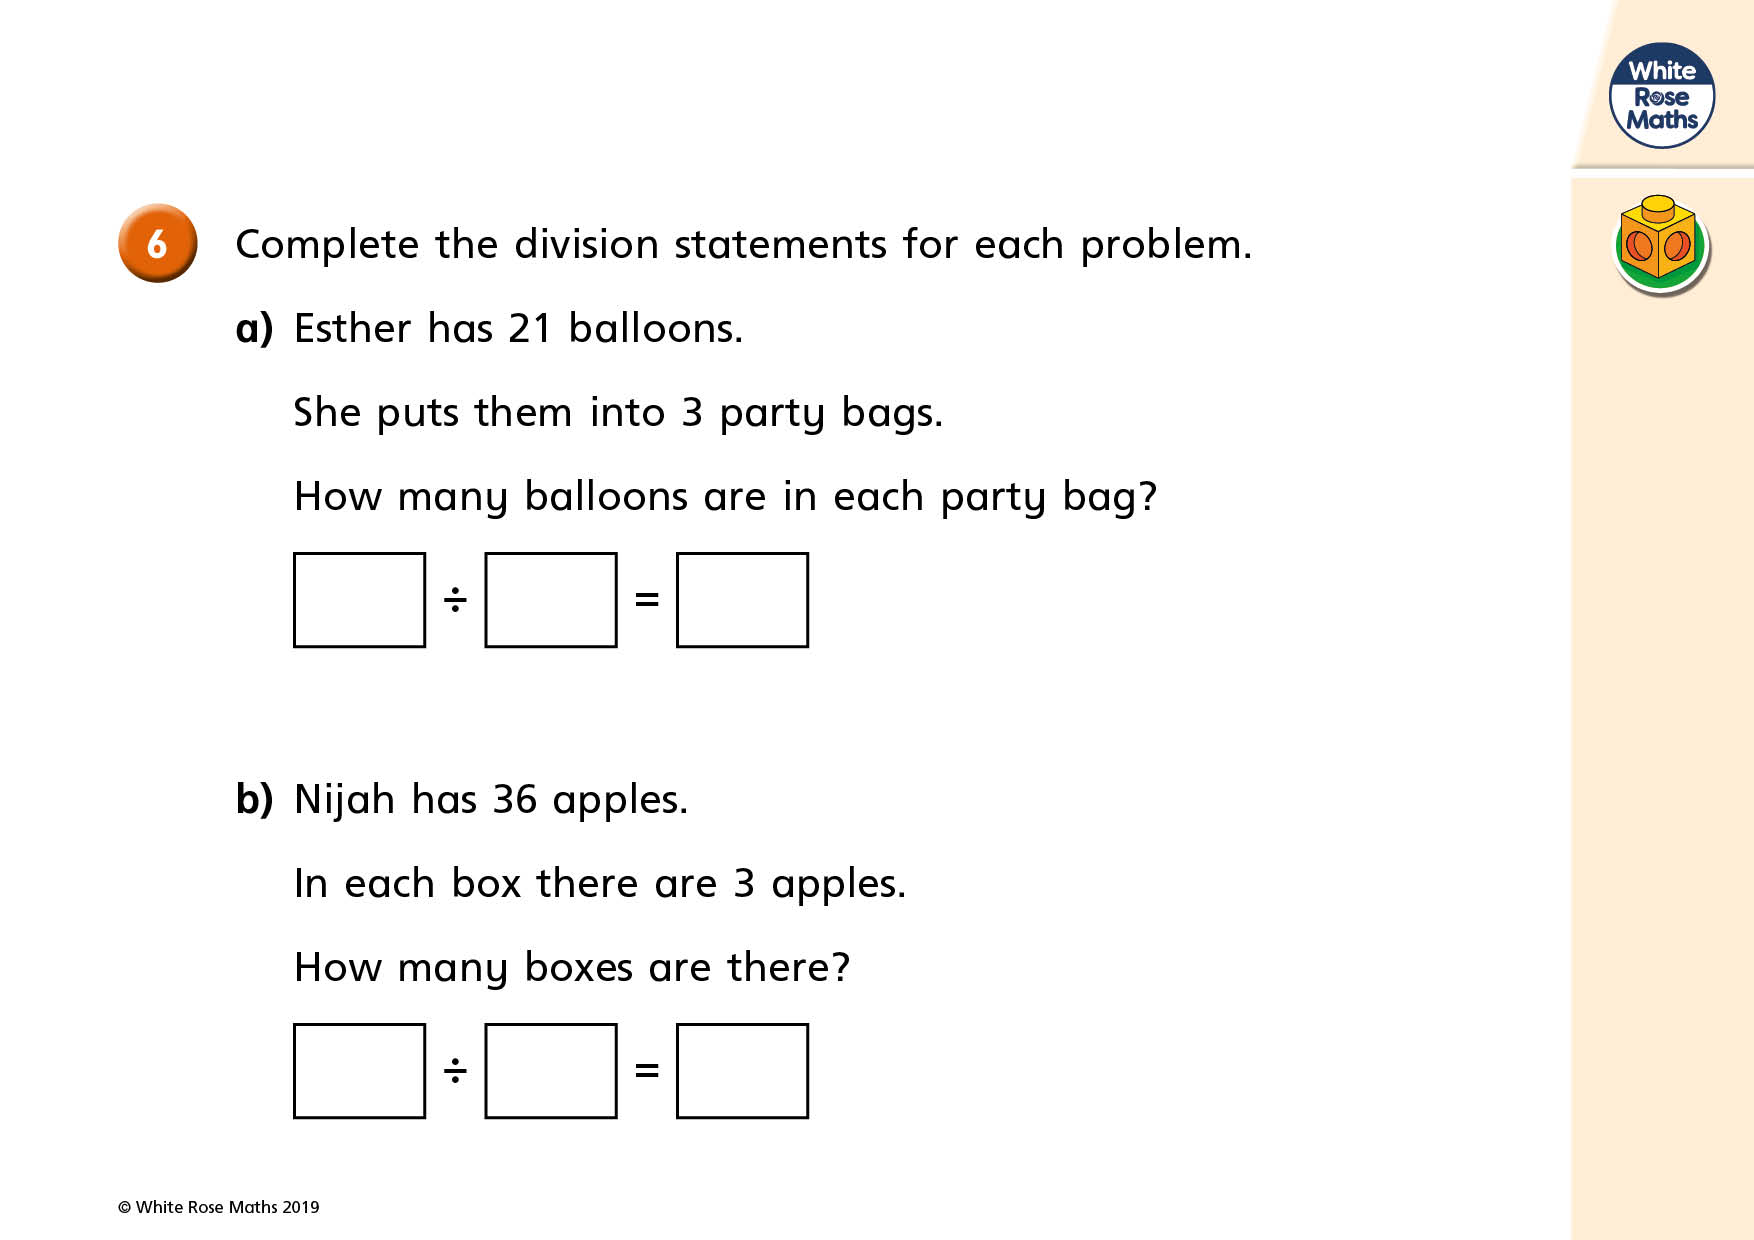 White
Rose
Maths
6 Complete the division statements for each problem.
a) Esther has 21 balloons.
She puts them into 3 party bags.
How many balloons are in each party bag?
÷ =
b) Nijah has 36 apples.
In each box there are 3 apples.
How many boxes are there?
÷ =
© White Rose Maths 2019